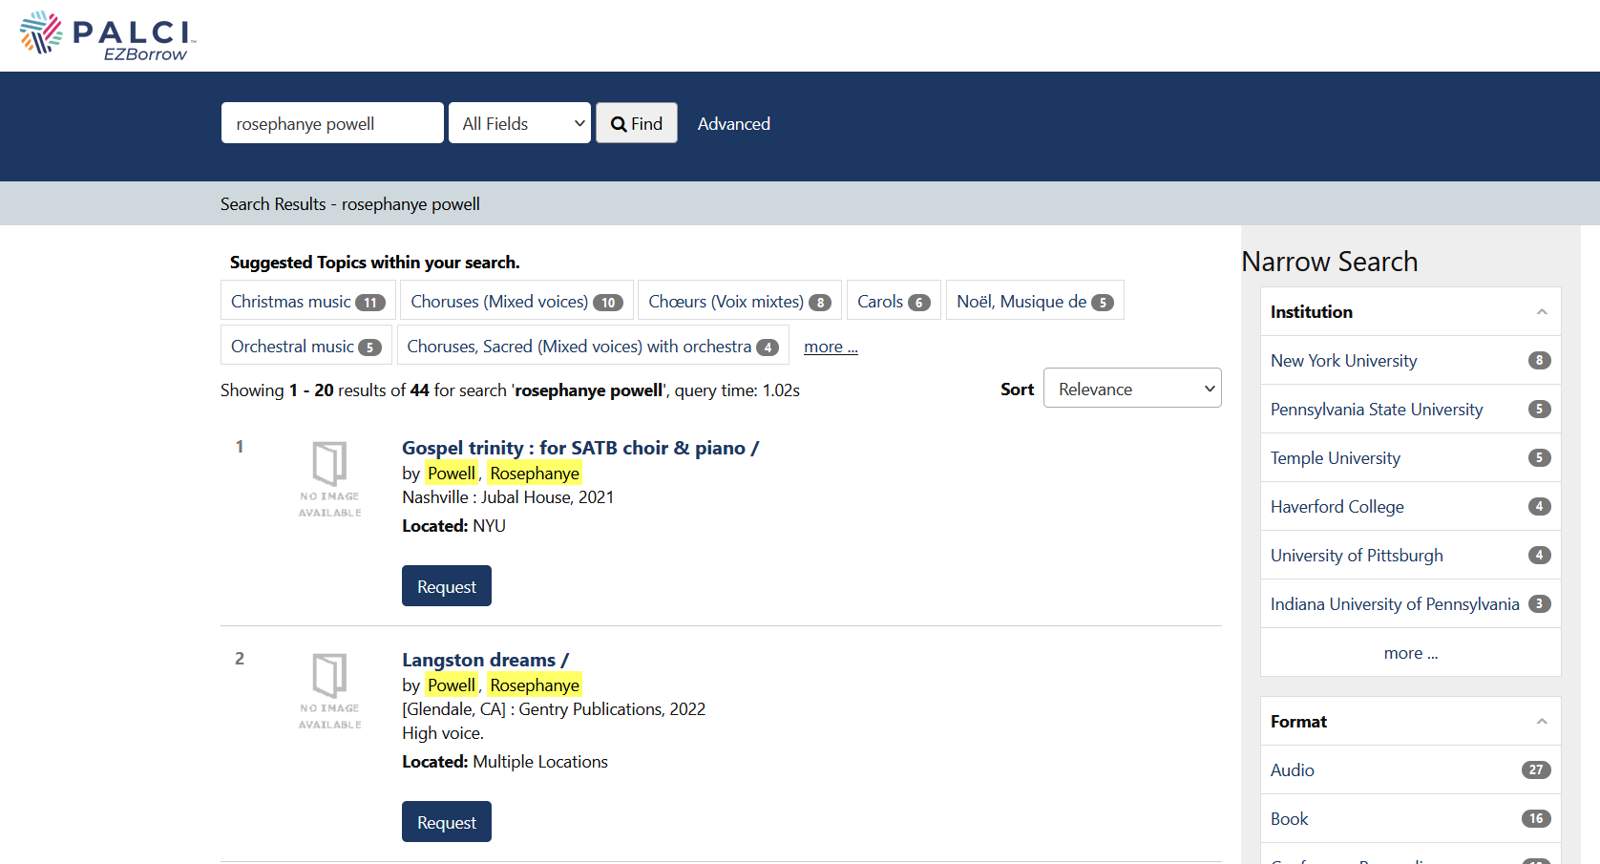 PALCI
EZBorrow
rosephanye powell
All Fields
Find
Advanced
Search Results - rosephanye powell
Suggested Topics within your search.
Christmas music 11
Choruses (Mixed voices) 10
Chœurs (Voix mixtes) 8
Carols 6
Noël, Musique de 5
Orchestral music 5
Choruses, Sacred (Mixed voices) with orchestra 4
more ...
Showing 1 - 20 results of 44 for search 'rosephanye powell', query time: 1.02s
Sort
Relevance
1
NO IMAGE
AVAILABLE
Gospel trinity : for SATB choir & piano /
by Powell, Rosephanye
Nashville : Jubal House, 2021
Located: NYU
Request
2
NO IMAGE
AVAILABLE
Langston dreams /
by Powell, Rosephanye
[Glendale, CA] : Gentry Publications, 2022
High voice.
Located: Multiple Locations
Request
Narrow Search
Institution
New York University 8
Pennsylvania State University 5
Temple University 5
Haverford College 4
University of Pittsburgh 4
Indiana University of Pennsylvania 3
more ...
Format
Audio 27
Book 16